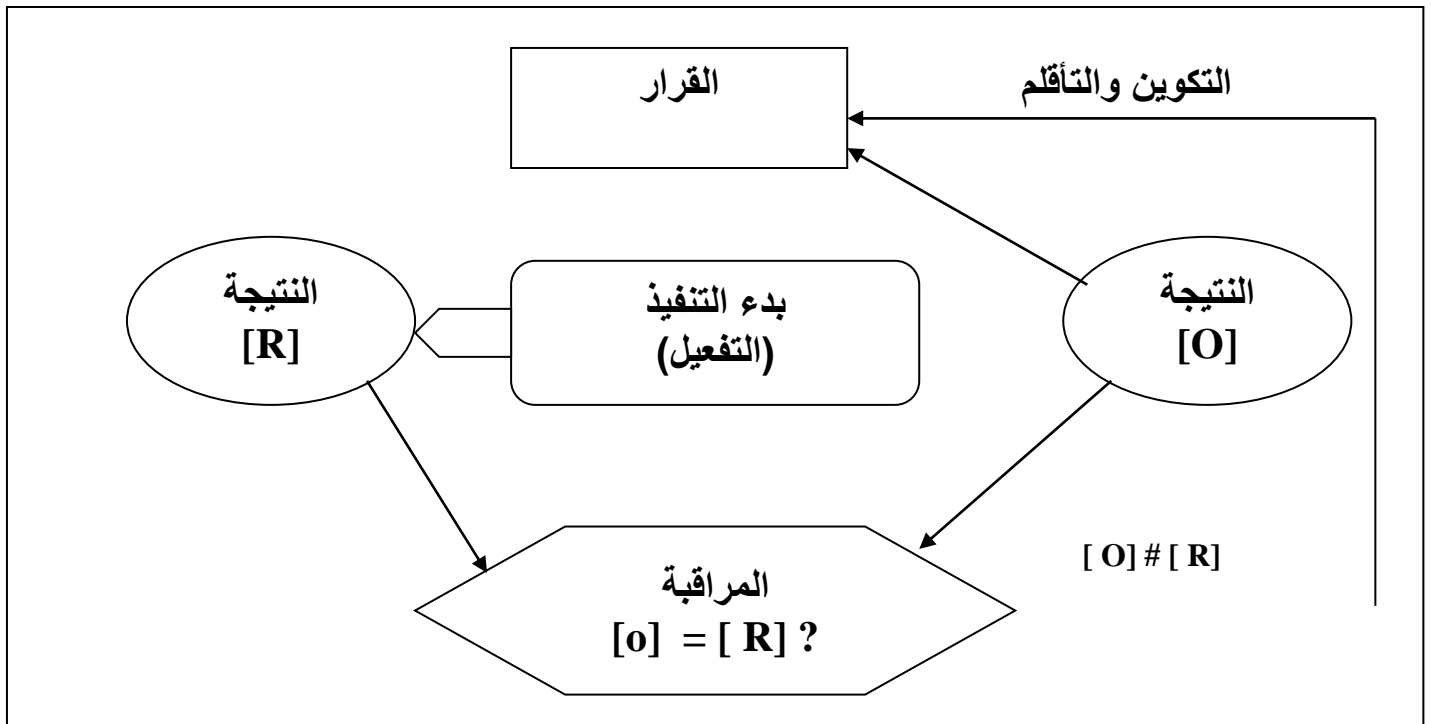 القرار
التكوين والتأقلم
النتيجة
[O]
بدء التنفيذ
(التفعيل)
النتيجة
[R]
[ O] # [ R]
المراقبة
[o] = [ R] ?